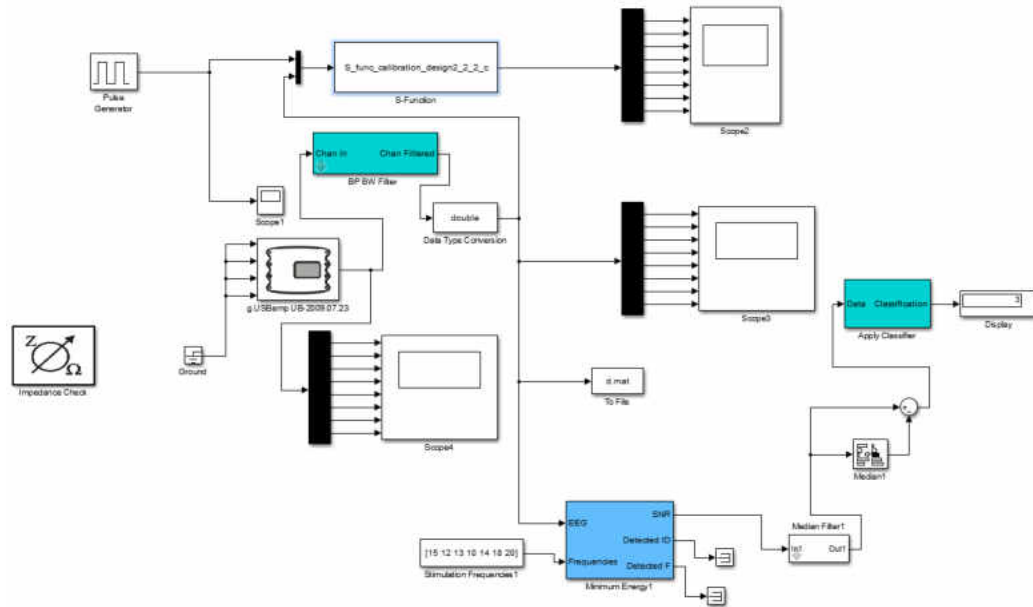 Pulse
Generator
S_func_calibration_design2_2_2_c
S-Function
Scope2
Chan In
Chan Filtered
BP BW Filter
Scope1
double
Data Type Conversion
g.USBamp UB-2009.07.23
Scope3
Data
Classification
Apply Classifier
3
Display
Z
Ω
Impedance Check
Ground
Scope4
d.mat
To File
Median1
EEG
SNR
Detected ID
Frequencies
Detected F
Minimum Energy1
[15 12 13 10 14 18 20]
Stimulation Frequencies1
Median Filter1
In1
Out1